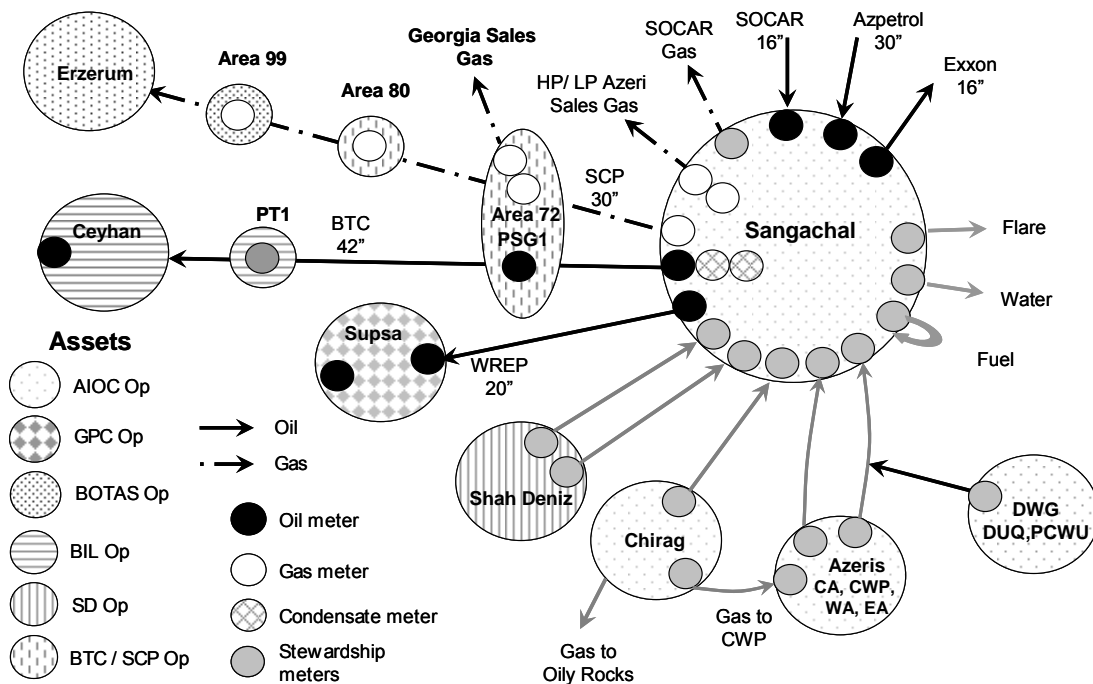 Georgia Sales
Gas
SOCAR
Gas
SOCAR
16”
Azpetrol
30”
Exxon
16”
HP/ LP Azeri
Sales Gas
Area 99
Area 80
Erzerum
SCP
30”
Area 72
PSG1
Sangachal
Flare
Water
Fuel
Ceyhan
PT1
BTC
42”
Supsa
WREP
20”
Assets
AIOC Op
GPC Op
BOTAS Op
BIL Op
SD Op
BTC / SCP Op
Oil
Gas
Oil meter
Gas meter
Condensate meter
Stewardship
meters
Shah Deniz
Chirag
Gas to
Oily Rocks
Gas to
CWP
Azeris
CA, CWP,
WA, EA
DWG
DUQ,PCWU